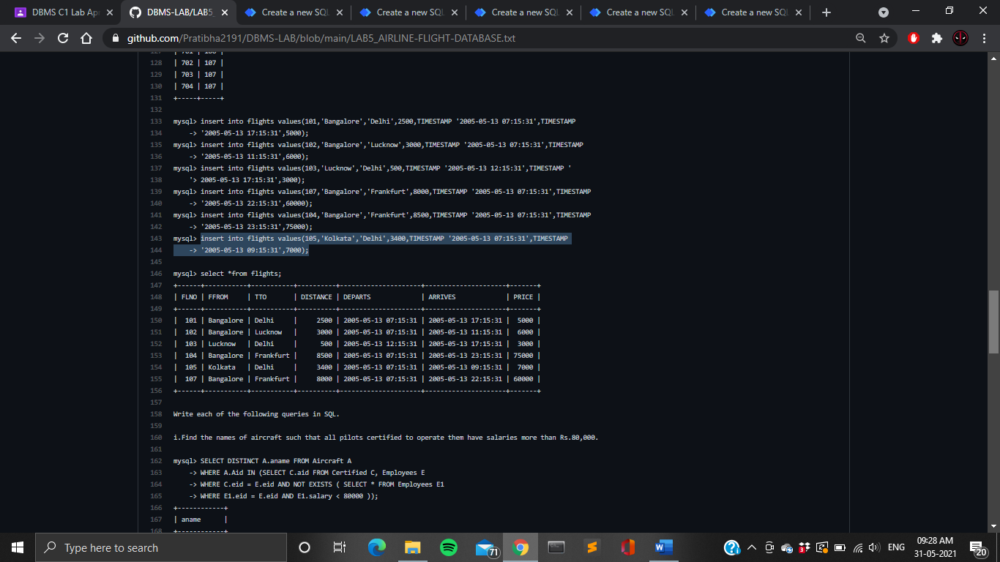 DBMS C1 Lab Ap
DBMS-LAB/LAB5_
Create a new SQL
Create a new SQL
Create a new SQL
Create a new SQL
Create a new SQL
github.com/Pratibha2191/DBMS-LAB/blob/main/LAB5_AIRLINE-FLIGHT-DATABASE.txt
127 | 701 | 106 |
128 | 702 | 107 |
129 | 703 | 107 |
130 | 704 | 107 |
131 +-----+-----+
132
133 mysql> insert into flights values(101,'Bangalore','Delhi',2500,TIMESTAMP '2005-05-13 07:15:31',TIMESTAMP
134 -> '2005-05-13 17:15:31',5000);
135 mysql> insert into flights values(102,'Bangalore','Lucknow',3000,TIMESTAMP '2005-05-13 07:15:31',TIMESTAMP
136 -> '2005-05-13 11:15:31',6000);
137 mysql> insert into flights values(103,'Lucknow','Delhi',500,TIMESTAMP '2005-05-13 12:15:31',TIMESTAMP '
138 '> 2005-05-13 17:15:31',3000);
139 mysql> insert into flights values(107,'Bangalore','Frankfurt',8000,TIMESTAMP '2005-05-13 07:15:31',TIMESTAMP
140 -> '2005-05-13 22:15:31',60000);
141 mysql> insert into flights values(104,'Bangalore','Frankfurt',8500,TIMESTAMP '2005-05-13 07:15:31',TIMESTAMP
142 -> '2005-05-13 23:15:31',75000);
143 mysql> insert into flights values(105,'Kolkata','Delhi',3400,TIMESTAMP '2005-05-13 07:15:31',TIMESTAMP
144 -> '2005-05-13 09:15:31',7000);
145
146 mysql> select *from flights;
147 +------+-----------+-----------+----------+---------------------+---------------------+-------+
148 | FLNO | FFROM | TTO | DISTANCE | DEPARTS | ARRIVES | PRICE |
149 +------+-----------+-----------+----------+---------------------+---------------------+-------+
150 | 101 | Bangalore | Delhi | 2500 | 2005-05-13 07:15:31 | 2005-05-13 17:15:31 | 5000 |
151 | 102 | Bangalore | Lucknow | 3000 | 2005-05-13 07:15:31 | 2005-05-13 11:15:31 | 6000 |
152 | 103 | Lucknow | Delhi | 500 | 2005-05-13 12:15:31 | 2005-05-13 17:15:31 | 3000 |
153 | 104 | Bangalore | Frankfurt | 8500 | 2005-05-13 07:15:31 | 2005-05-13 23:15:31 | 75000 |
154 | 105 | Kolkata | Delhi | 3400 | 2005-05-13 07:15:31 | 2005-05-13 09:15:31 | 7000 |
155 | 107 | Bangalore | Frankfurt | 8000 | 2005-05-13 07:15:31 | 2005-05-13 22:15:31 | 60000 |
156 +------+-----------+-----------+----------+---------------------+---------------------+-------+
157
158 Write each of the following queries in SQL.
159
160 i.Find the names of aircraft such that all pilots certified to operate them have salaries more than Rs.80,000.
161
162 mysql> SELECT DISTINCT A.aname FROM Aircraft A
163 -> WHERE A.Aid IN (SELECT C.aid FROM Certified C, Employees E
164 -> WHERE C.eid = E.eid AND NOT EXISTS ( SELECT * FROM Employees E1
165 -> WHERE E1.eid = E.eid AND E1.salary < 80000 ));
166 +------------+
167 | aname |
168 +------------+
Type here to search
71
ENG
09:28 AM
31-05-2021
20